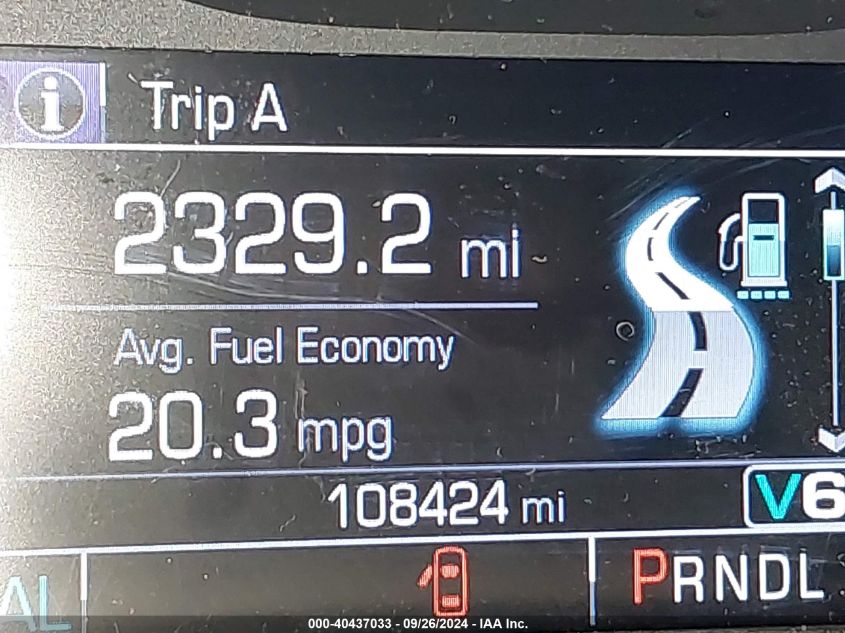 i Trip A
2329.2 mi
Avg. Fuel Economy
20.3 mpg
108424 mi
V6
AL
PRNDL
000-40437033 - 09/26/2024 - IAA Inc.